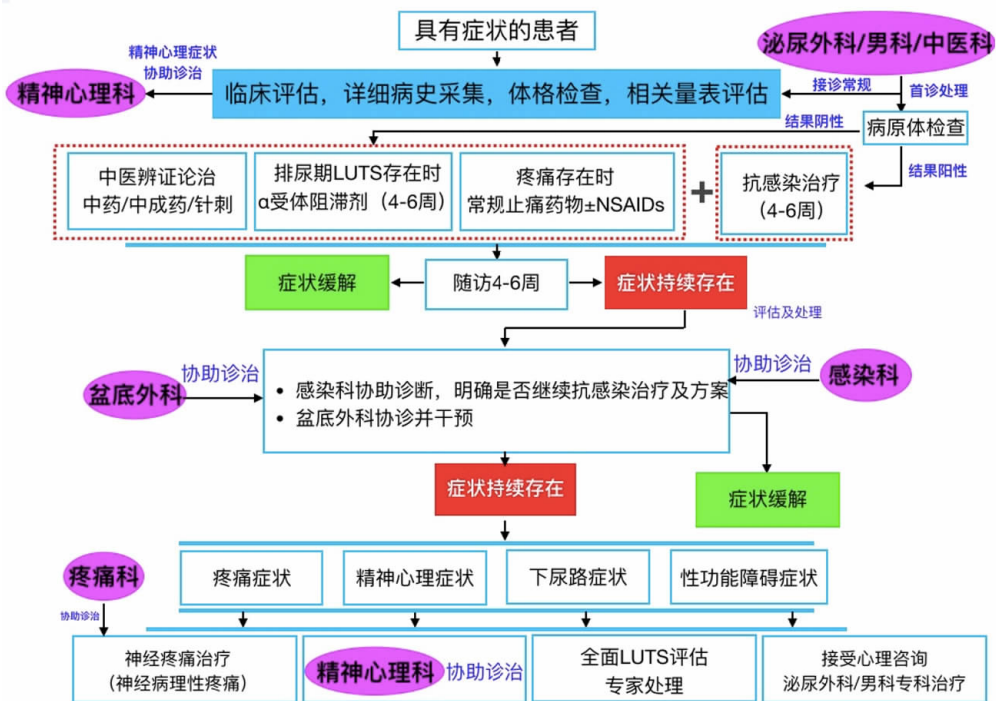 具有症状的患者
泌尿外科/男科/中医科
精神心理症状
协助诊治
精神心理科
临床评估，详细病史采集，体格检查，相关量表评估
接诊常规
首诊处理
病原体检查
结果阴性
结果阳性
中医辨证论治
中药/中成药/针刺
排尿期LUTS存在时
α受体阻滞剂（4-6周）
疼痛存在时
常规止痛药物±NSAIDs
+
抗感染治疗
（4-6周）
症状缓解
随访4-6周
症状持续存在
评估及处理
盆底外科
协助诊治
• 感染科协助诊断，明确是否继续抗感染治疗及方案
• 盆底外科协诊并干预
协助诊治
感染科
症状持续存在
症状缓解
疼痛科
协助诊治
疼痛症状
精神心理症状
下尿路症状
性功能障碍症状
神经疼痛治疗
（神经病理性疼痛）
精神心理科 协助诊治
全面LUTS评估
专家处理
接受心理咨询
泌尿外科/男科专科治疗